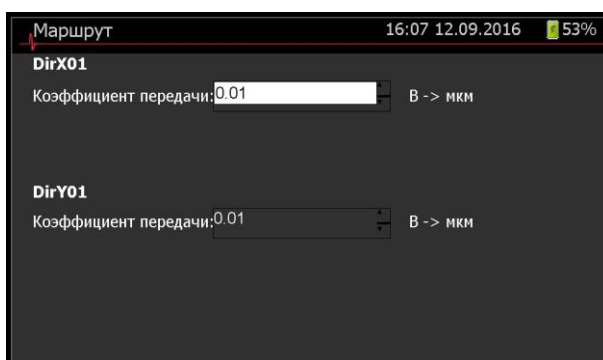 Маршрут 16:07 12.09.2016 53%
DirX01
Коэффициент передачи: 0.01 В -> мкм
DirY01
Коэффициент передачи: 0.01 В -> мкм